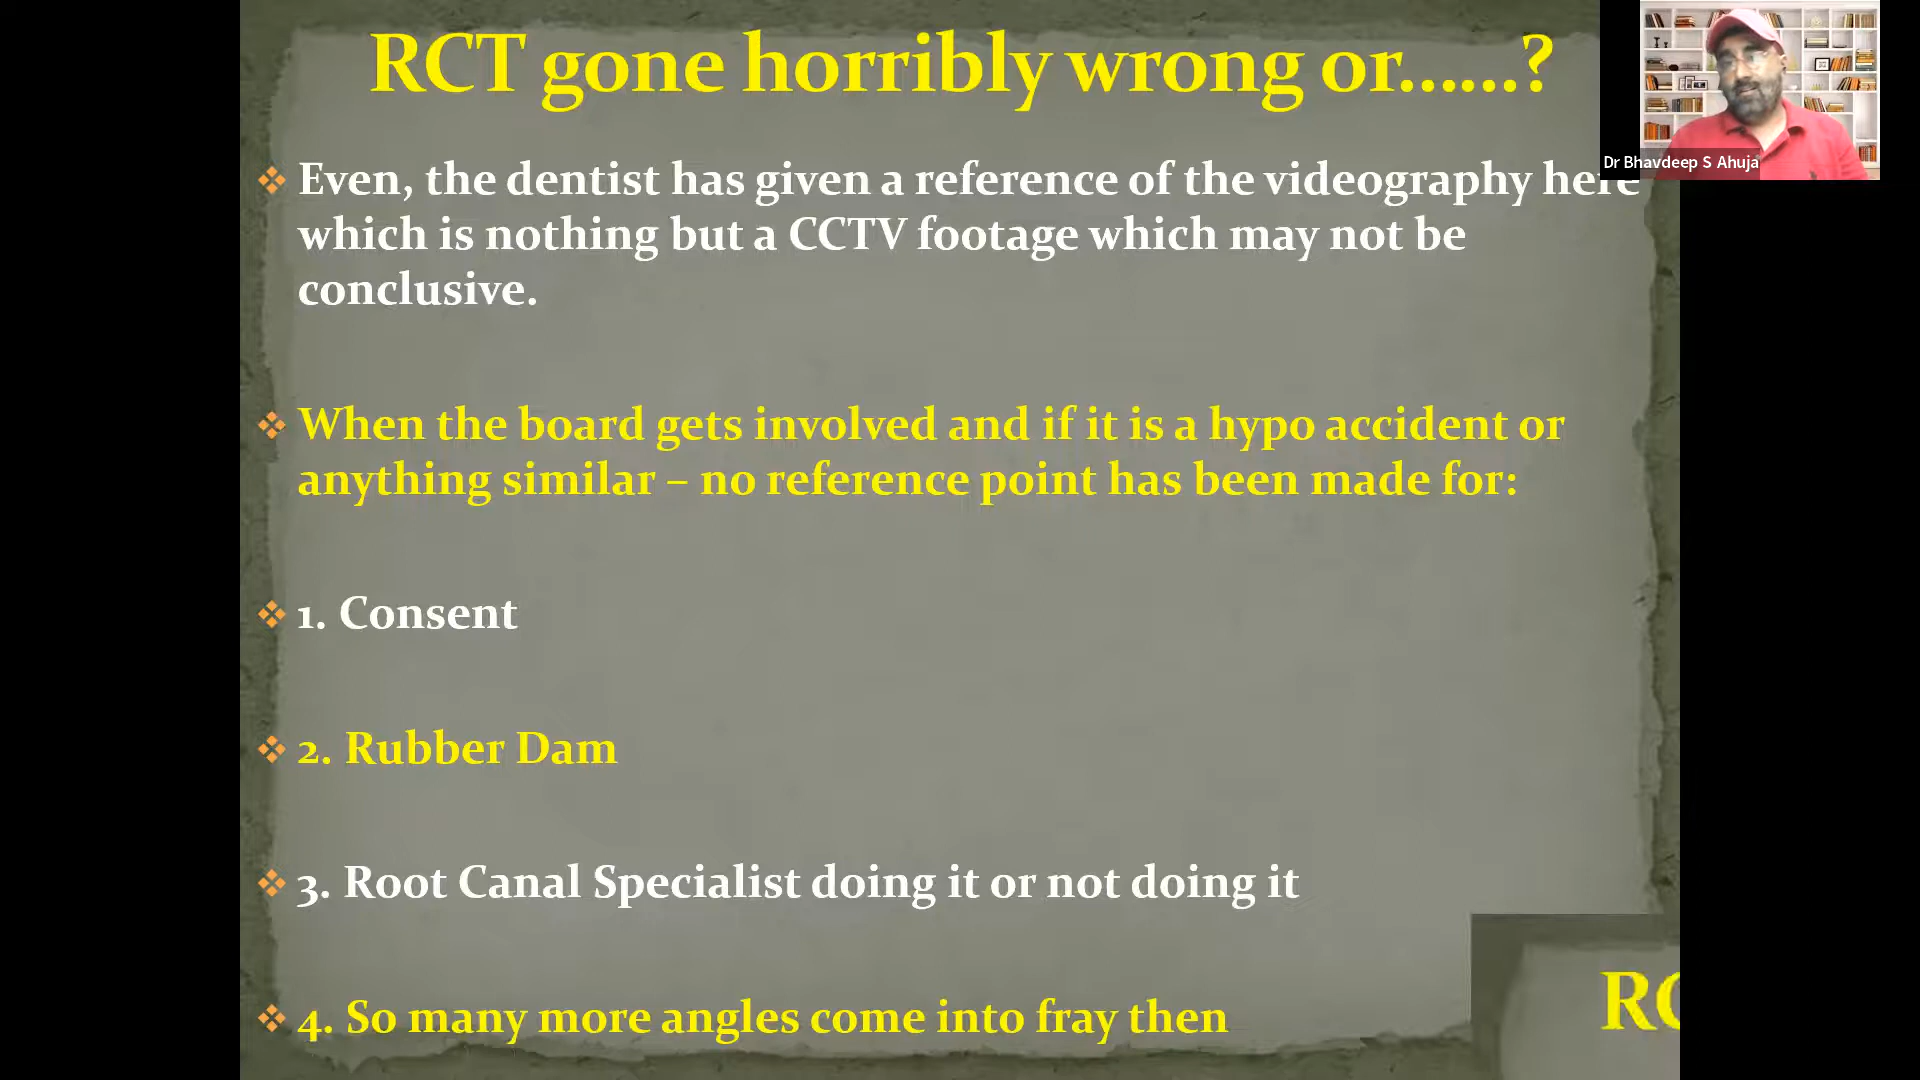 RCT gone horribly wrong or......?
Dr Bhavdeep S Ahuja
Even, the dentist has given a reference of the videography here
which is nothing but a CCTV footage which may not be
conclusive.
When the board gets involved and if it is a hypo accident or
anything similar – no reference point has been made for:
1. Consent
2. Rubber Dam
3. Root Canal Specialist doing it or not doing it
4. So many more angles come into fray then